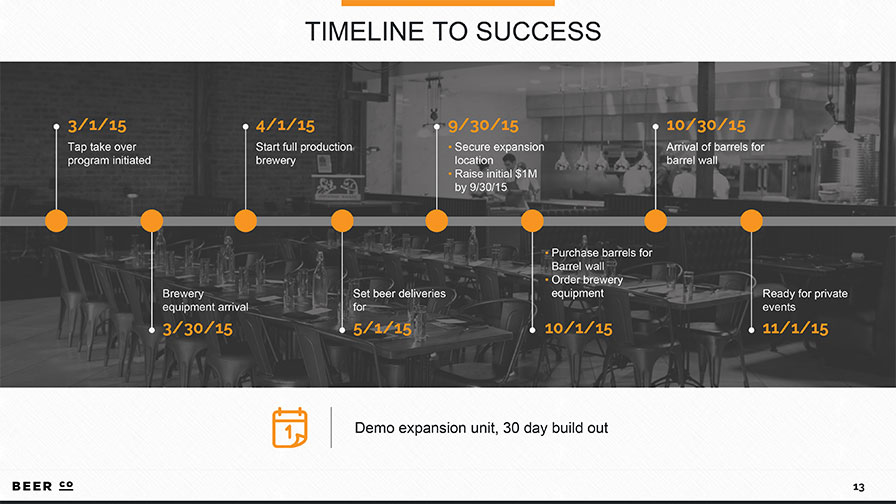 TIMELINE TO SUCCESS
3/1/15
Tap take over
program initiated
4/1/15
Start full production
brewery
9/30/15
• Secure expansion
location
• Raise initial $1M
by 9/30/15
10/30/15
Arrival of barrels for
barrel wall
Brewery
equipment arrival
3/30/15
Set beer deliveries
for
5/1/15
• Purchase barrels for
Barrel wall
• Order brewery
equipment
10/1/15
Ready for private
events
11/1/15
1
Demo expansion unit, 30 day build out
BEER CO
13